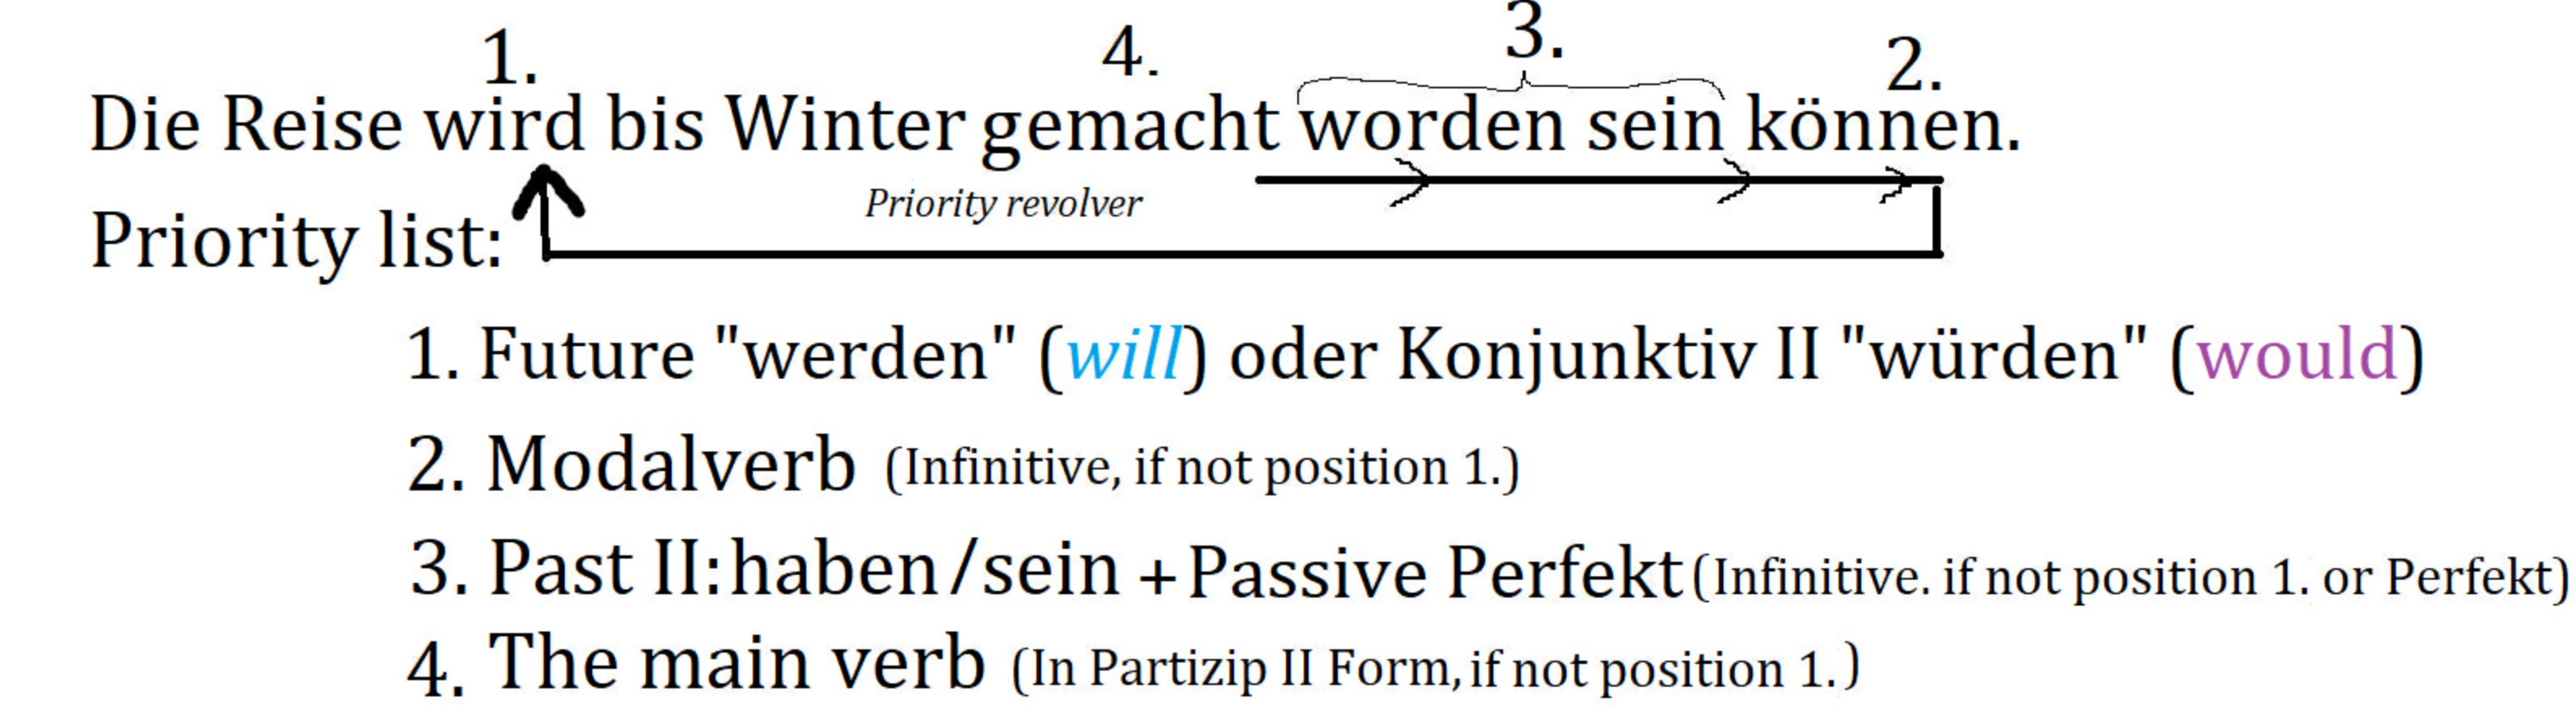 1. 4. 3. 2.
Die Reise wird bis Winter gemacht worden sein können.
Priority revolver
Priority list:
1. Future "werden" (will) oder Konjunktiv II "würden" (would)
2. Modalverb (Infinitive, if not position 1.)
3. Past II: haben/sein + Passive Perfekt (Infinitive. if not position 1. or Perfekt)
4. The main verb (In Partizip II Form, if not position 1.)